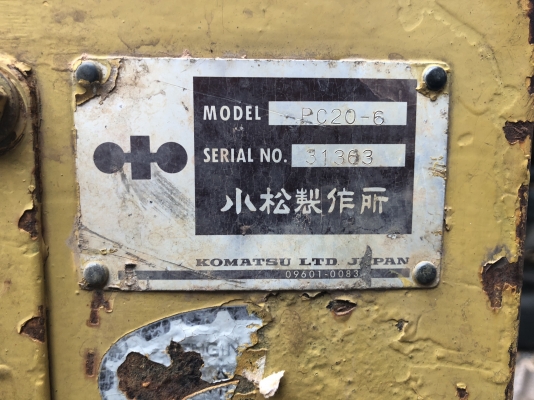 MODEL PC20-6
SERIAL NO. 31363
小松製作所
KOMATSU LTD. JAPAN
09601-0083